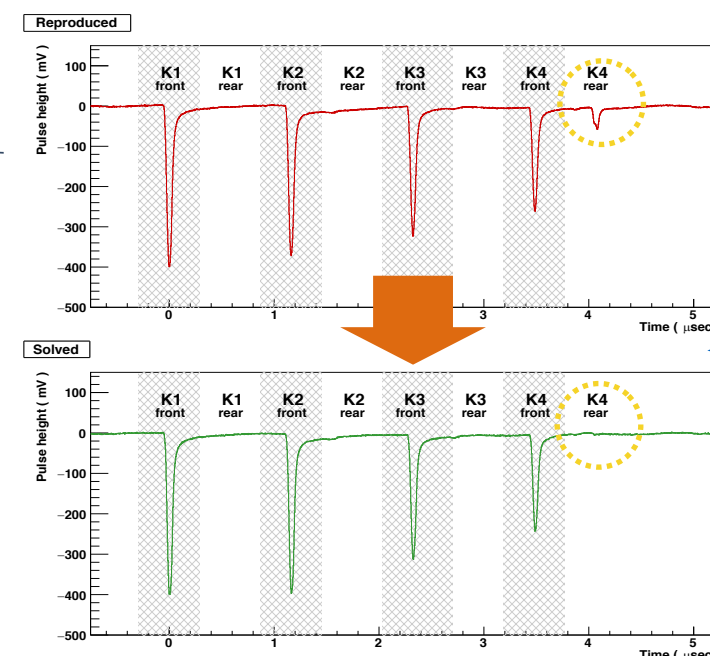 Reproduced
Pulse height ( mV )
100
0
−100
−200
−300
−400
−500
K1 K1 K2 K2 K3 K3 K4 K4
front rear front rear front rear front rear
0 1 3 4 5
Time ( μsec
Solved
Pulse height ( mV )
100
0
−100
−200
−300
−400
−500
K1 K1 K2 K2 K3 K3 K4 K4
front rear front rear front rear front rear
0 1 2 3 4 5
Time ( μsec